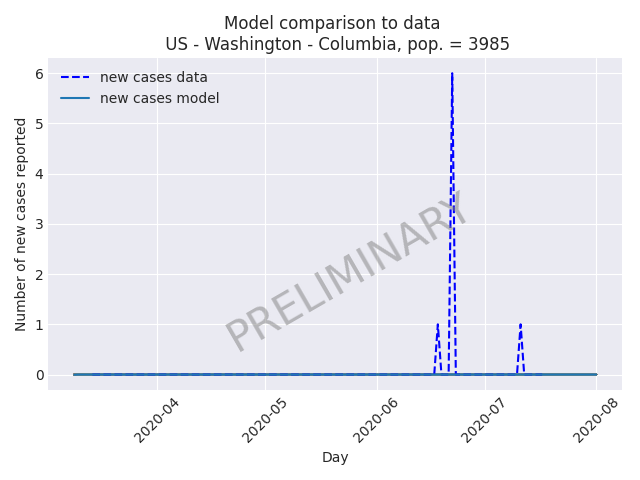 Model comparison to data
US - Washington - Columbia, pop. = 3985
new cases data
new cases model
Number of new cases reported
6
5
4
3
2
1
0
PRELIMINARY
2020-04
2020-05
2020-06
2020-07
2020-08
Day